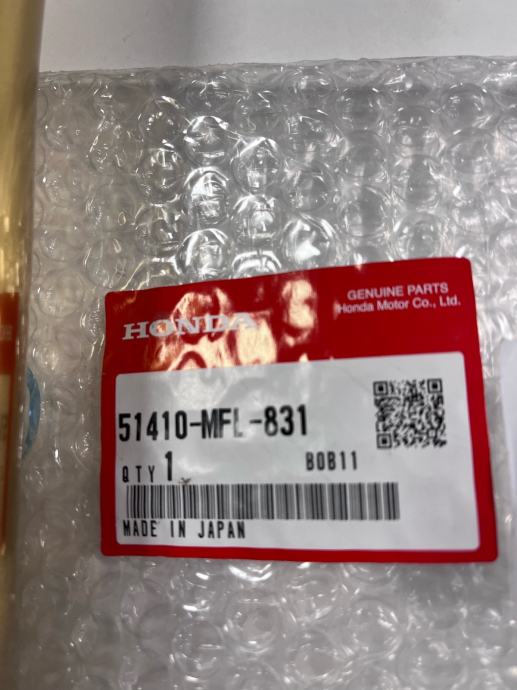 HONDA
GENUINE PARTS
Honda Motor Co., Ltd.
51410-MFL-831
QTY 1
B0B11
MADE IN JAPAN